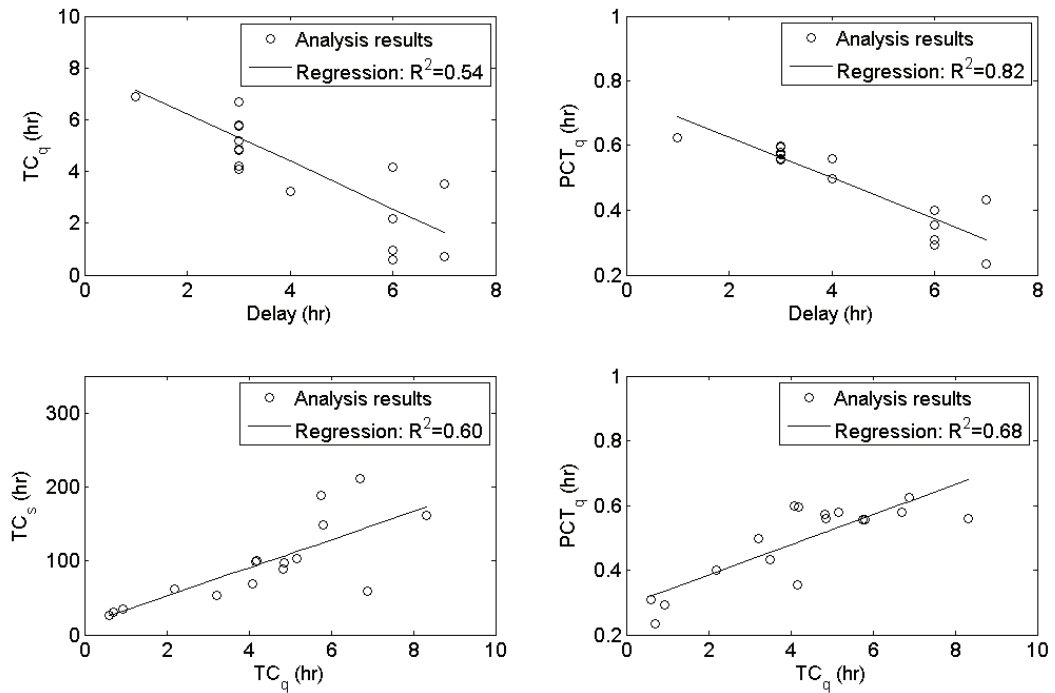 10
8
6
4
2
0
0
2
4
6
8
TC_q (hr)
Delay (hr)
Analysis results
Regression: R²=0.54
1
0.8
0.6
0.4
0.2
0
2
4
6
8
PCT_q (hr)
Delay (hr)
Analysis results
Regression: R²=0.82
300
200
100
0
0
2
4
6
8
10
TC_s (hr)
TC_q (hr)
Analysis results
Regression: R²=0.60
1
0.8
0.6
0.4
0.2
0
2
4
6
8
10
PCT_q (hr)
TC_q (hr)
Analysis results
Regression: R²=0.68